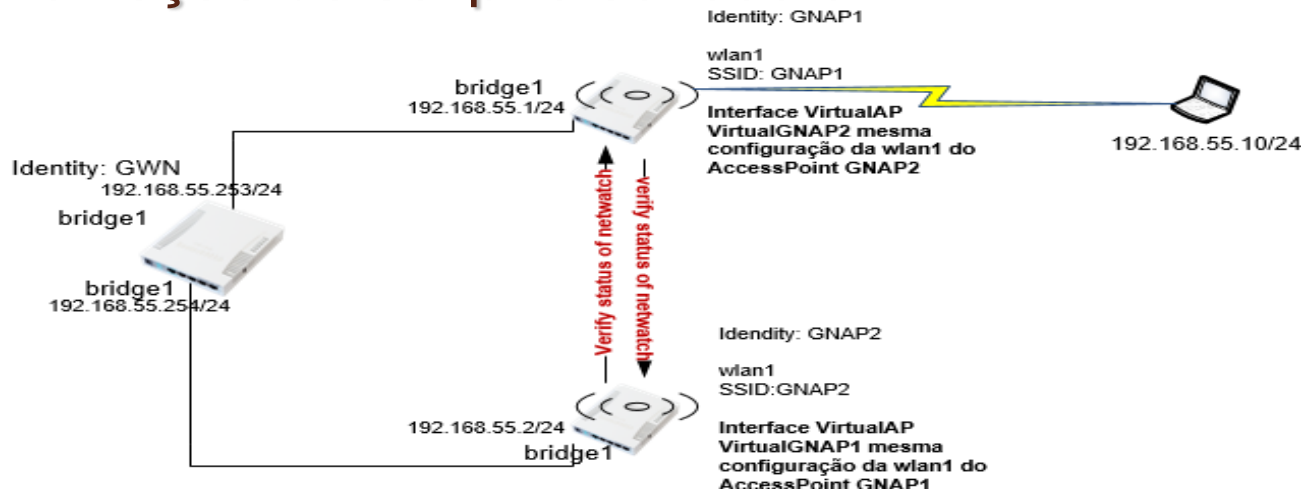 Identity: GNAP1
wlan1
SSID: GNAP1
bridge1
192.168.55.1/24
Interface VirtualAP
VirtualGNAP2 mesma
configuração da wlan1 do
AccessPoint GNAP2
192.168.55.10/24
Identity: GWN
192.168.55.253/24
bridge1
bridge1
192.168.55.254/24
Verify status of netwatch
verify status of netwatch
Idendity: GNAP2
wlan1
SSID:GNAP2
192.168.55.2/24
bridge1
Interface VirtualAP
VirtualGNAP1 mesma
configuração da wlan1 do
AccessPoint GNAP1